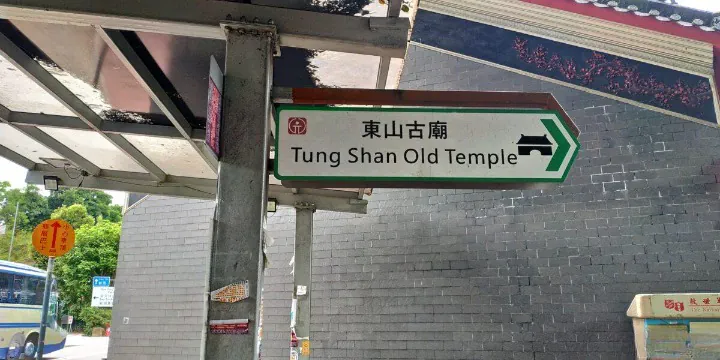 東山古廟
Tung Shan Old Temple